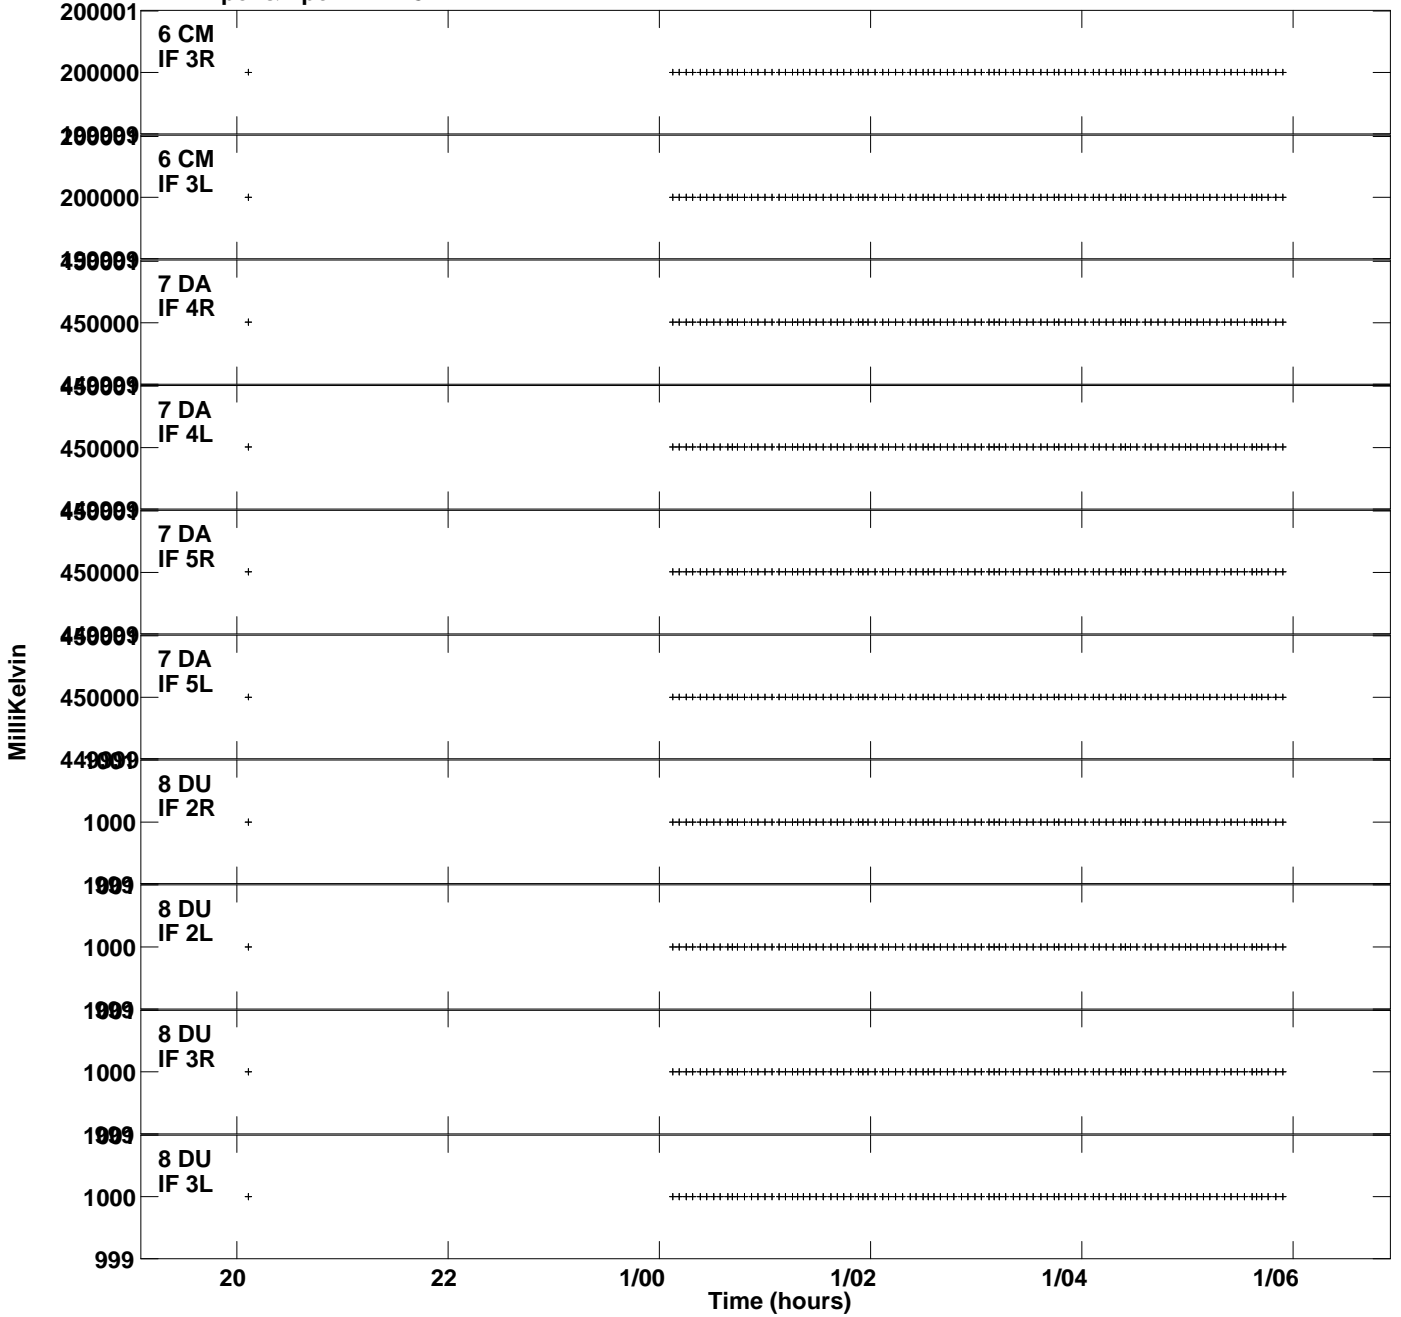 200001
6 CM
IF 3R
200000
6 CM
IF 3L
200000
7 DA
IF 4R
450000
7 DA
IF 4L
450000
7 DA
IF 5R
450000
7 DA
IF 5L
450000
8 DU
IF 2R
1000
8 DU
IF 2L
1000
8 DU
IF 3R
1000
8 DU
IF 3L
1000
999
20
22
1/00
1/02
1/04
1/06
Time (hours)
MilliKelvin